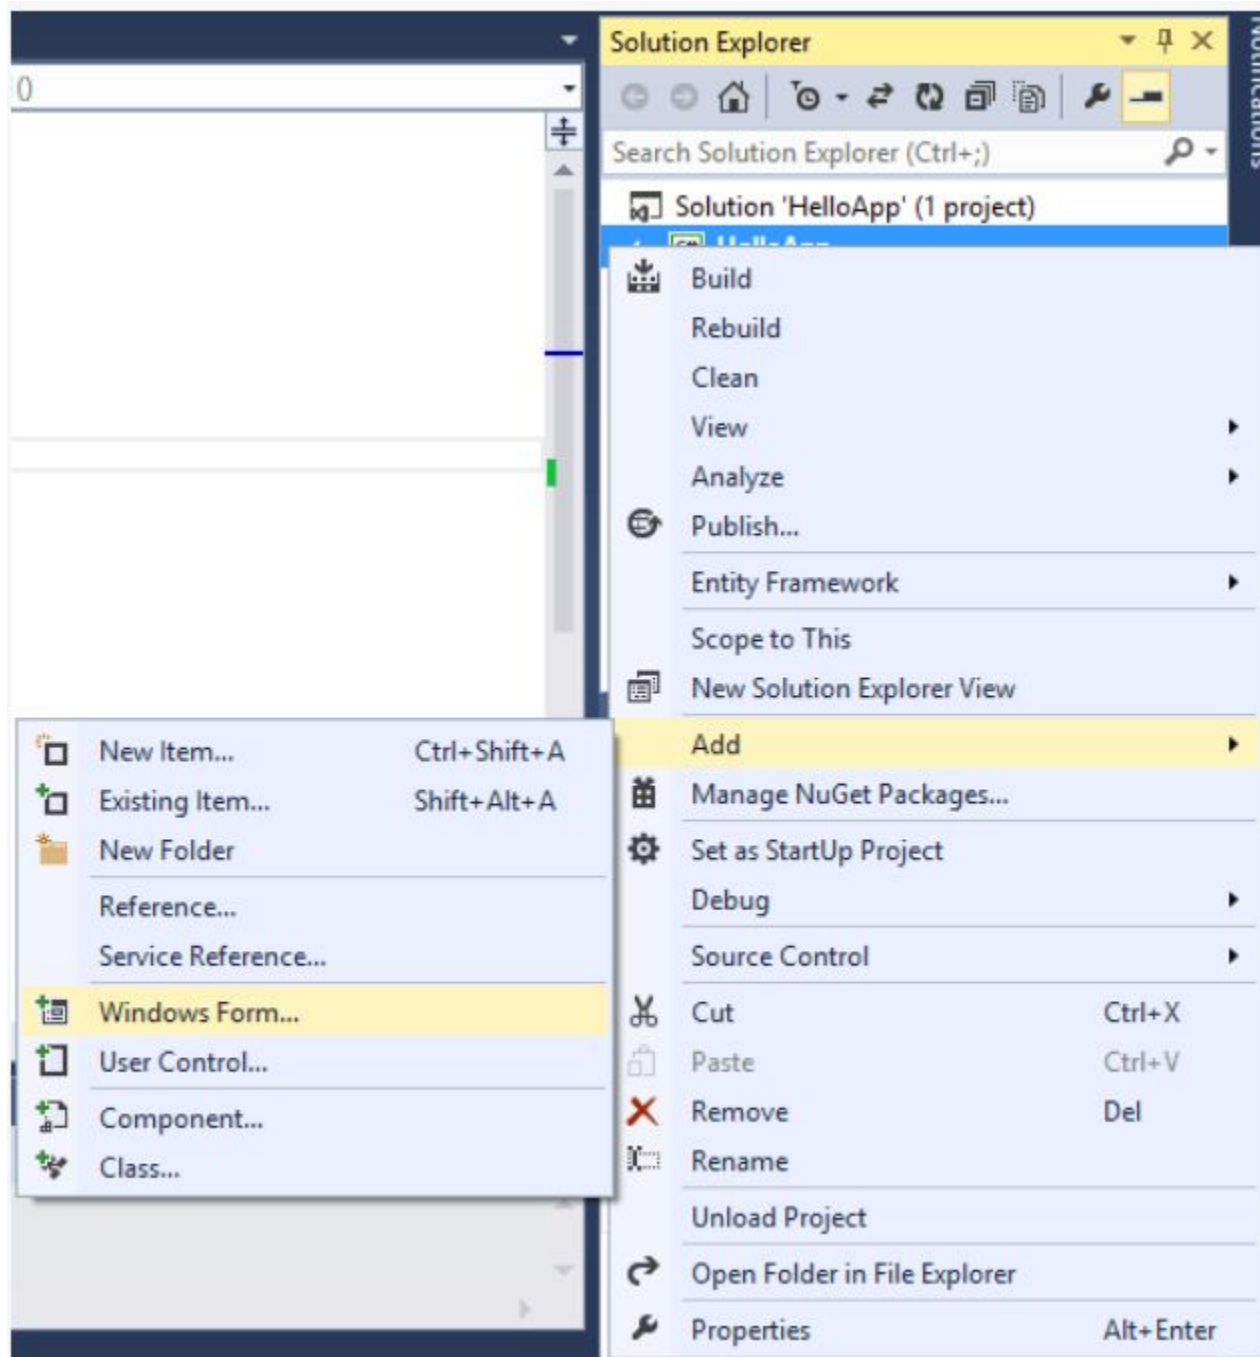 ()
Solution Explorer
Notifications
Search Solution Explorer (Ctrl+;)
Solution 'HelloApp' (1 project)
C# HelloApp
Build
Rebuild
Clean
View
Analyze
Publish...
Entity Framework
Scope to This
New Solution Explorer View
Add
Manage NuGet Packages...
Set as StartUp Project
Debug
Source Control
Cut Ctrl+X
Paste Ctrl+V
Remove Del
Rename
Unload Project
Open Folder in File Explorer
Properties Alt+Enter
New Item... Ctrl+Shift+A
Existing Item... Shift+Alt+A
New Folder
Reference...
Service Reference...
Windows Form...
User Control...
Component...
Class...